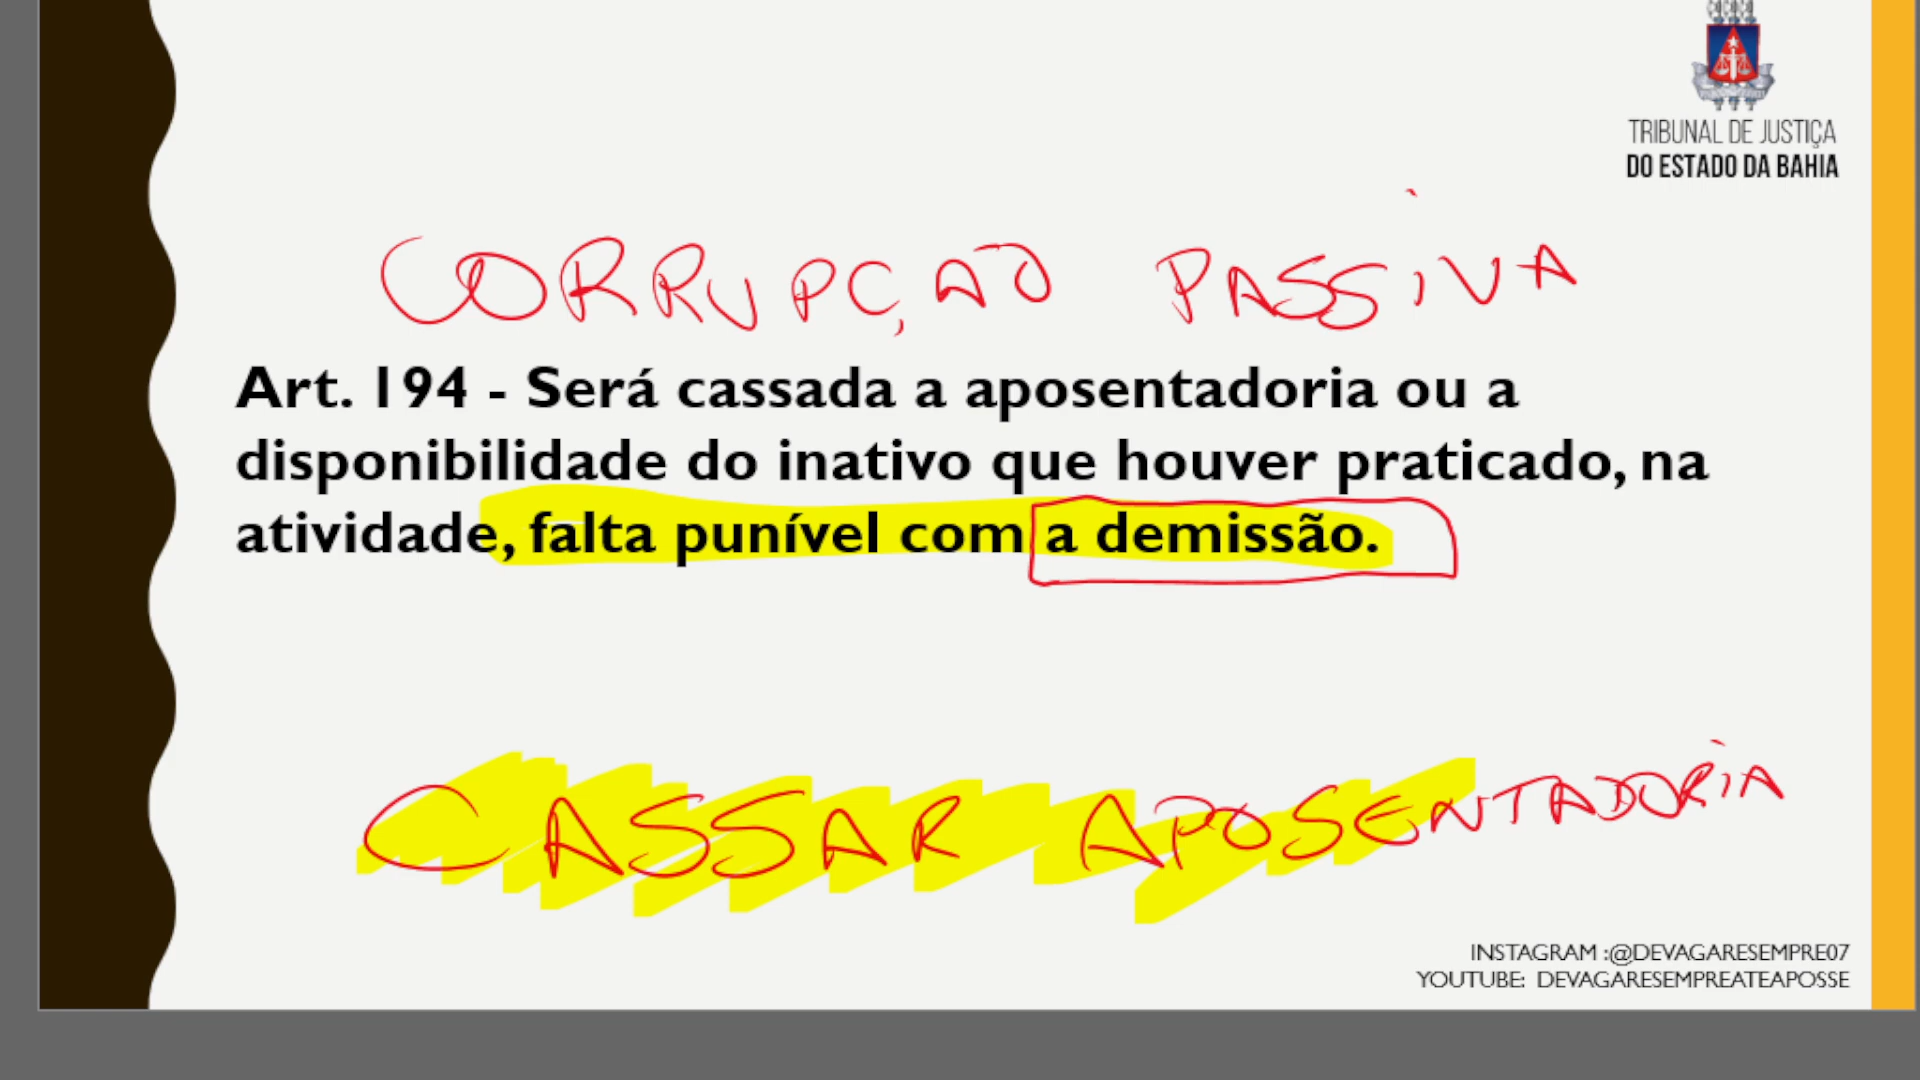 TRIBUNAL DE JUSTIÇA
DO ESTADO DA BAHIA
CORRUPÇÃO PASSIVA
Art. 194 - Será cassada a aposentadoria ou a
disponibilidade do inativo que houver praticado, na
atividade, falta punível com a demissão.
CASSAR APOSENTADORIA
INSTAGRAM :@DEVAGARESEMPRE07
YOUTUBE: DEVAGARESEMPREATEAPOSSE